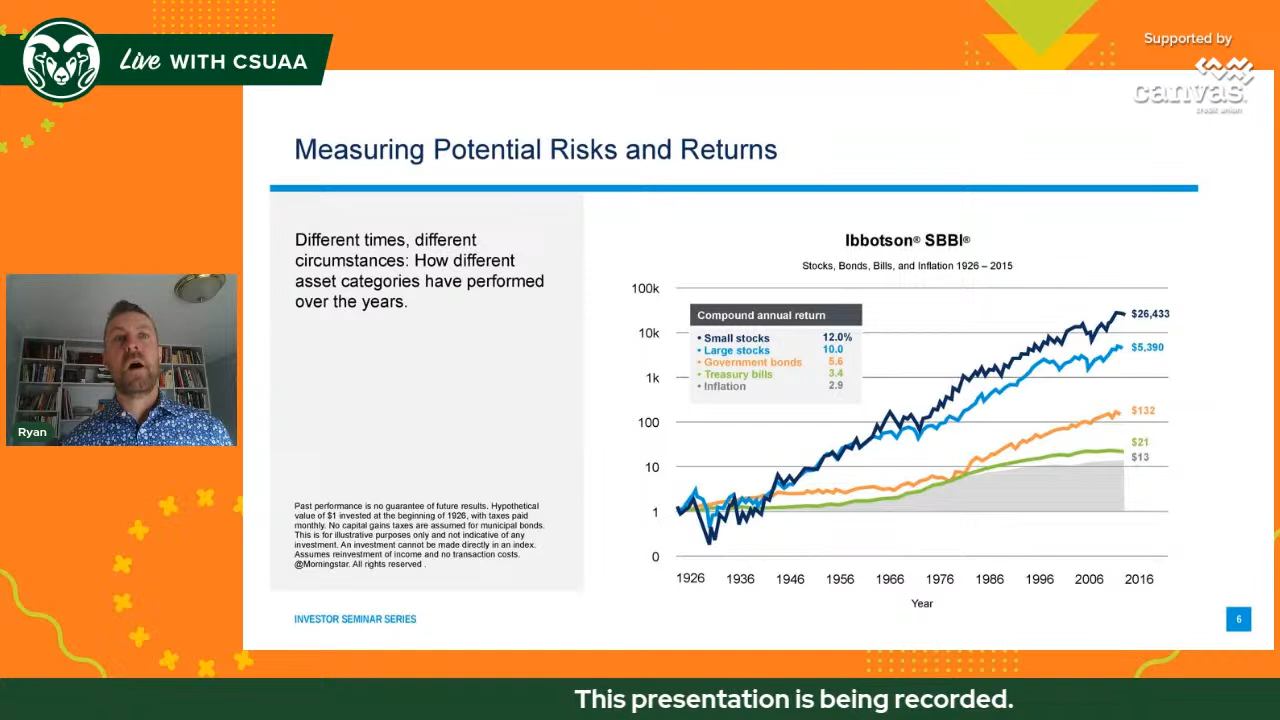 Live WITH CSUAA
Supported by
canvas
credit union
Measuring Potential Risks and Returns
Different times, different
circumstances: How different
asset categories have performed
over the years.
Past performance is no guarantee of future results. Hypothetical
value of $1 invested at the beginning of 1926, with taxes paid
monthly. No capital gains taxes are assumed for municipal bonds.
This is for illustrative purposes only and not indicative of any
investment. An investment cannot be made directly in an index.
Assumes reinvestment of income and no transaction costs.
@Morningstar. All rights reserved .
Ibbotson® SBBI®
Stocks, Bonds, Bills, and Inflation 1926 – 2015
100k
10k
1k
100
10
1
0
Compound annual return
• Small stocks 12.0%
• Large stocks 10.0
• Government bonds 5.6
• Treasury bills 3.4
• Inflation 2.9
$26,433
$5,390
$132
$21
$13
1926 1936 1946 1956 1966 1976 1986 1996 2006 2016
Year
Ryan
INVESTOR SEMINAR SERIES
6
This presentation is being recorded.